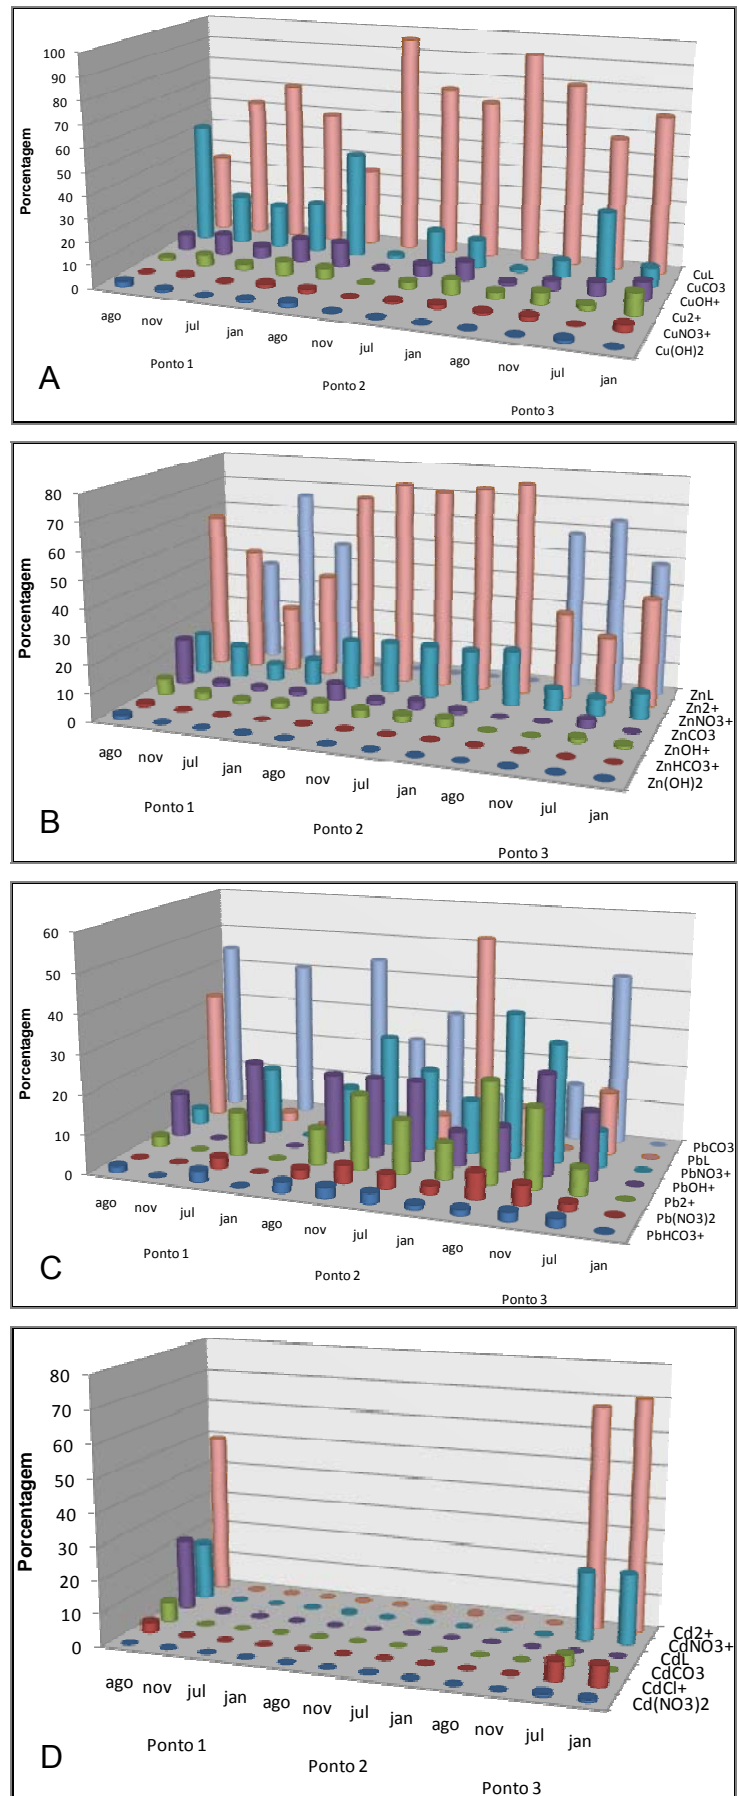 100
90
80
70
60
50
40
30
20
10
0
Porcentagem
ago nov jul jan ago nov jul jan ago nov jul jan
Ponto 1 Ponto 2 Ponto 3
CuL
CuCO3
CuOH+
Cu2+
CuNO3+
Cu(OH)2
A
80
70
60
50
40
30
20
10
0
Porcentagem
ago nov jul jan ago nov jul jan ago nov jul jan
Ponto 1 Ponto 2 Ponto 3
ZnL
Zn2+
ZnNO3+
ZnCO3
ZnOH+
ZnHCO3+
Zn(OH)2
B
60
50
40
30
20
10
0
Porcentagem
ago nov jul jan ago nov jul jan ago nov jul jan
Ponto 1 Ponto 2 Ponto 3
PbCO3
PbL
PbNO3+
PbOH+
Pb2+
Pb(NO3)2
PbHCO3+
C
80
70
60
50
40
30
20
10
0
Porcentagem
ago nov jul jan ago nov jul jan ago nov jul jan
Ponto 1 Ponto 2 Ponto 3
Cd2+
CdNO3+
CdL
CdCO3
CdCl+
Cd(NO3)2
D